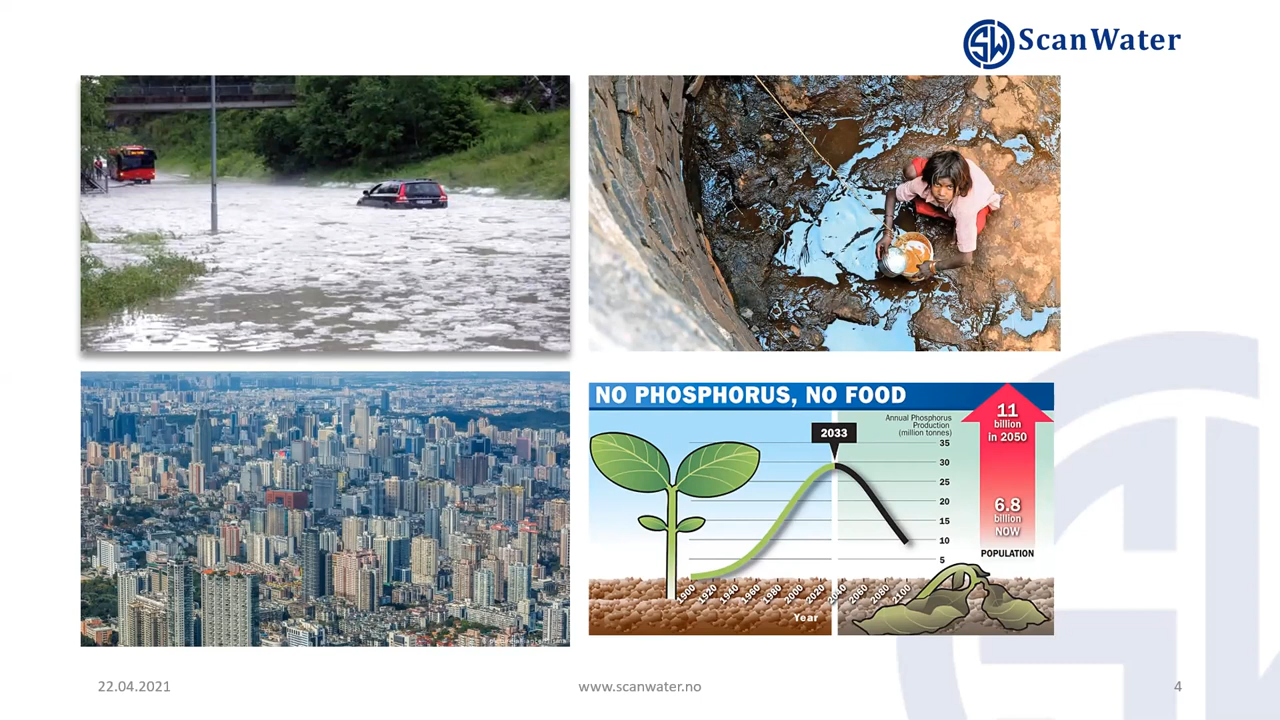 SW ScanWater
NO PHOSPHORUS, NO FOOD
2033
Annual Phosphorus
Production
(million tonnes)
35
30
25
20
15
10
5
11
billion
in 2050
6.8
billion
NOW
POPULATION
1900 1920 1940 1960 1980 2000 2020 2040 2060 2080 2100
Year
22.04.2021
www.scanwater.no
4